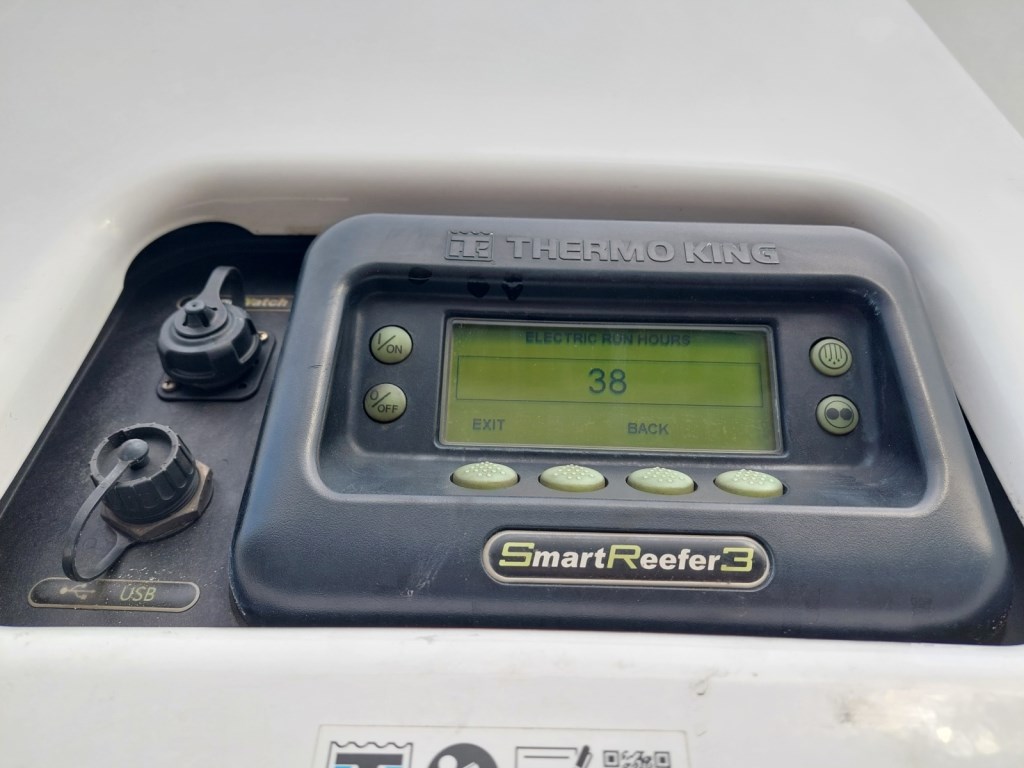 THERMO KING
ELECTRIC RUN HOURS
38
EXIT BACK
I/ON
O/OFF
SmartReefer3
USB